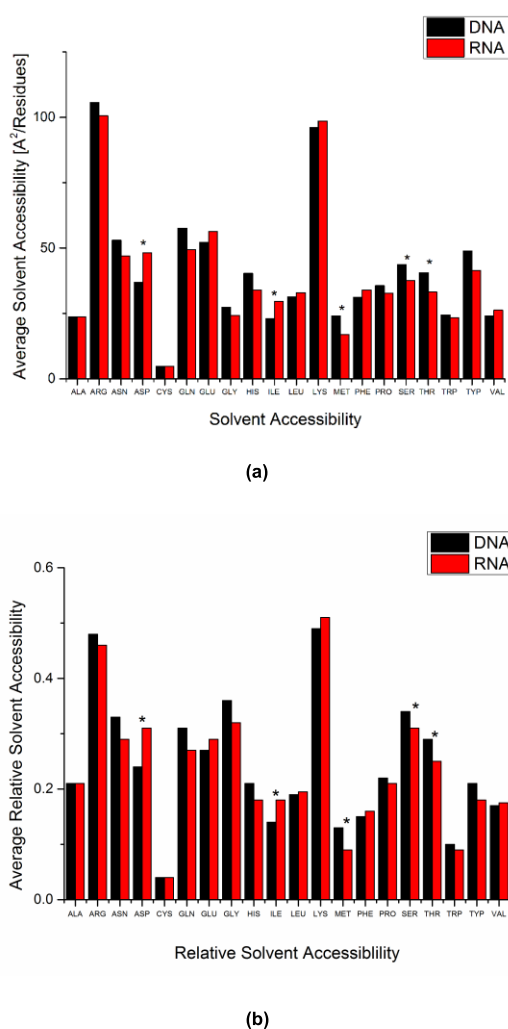 DNA
RNA
Average Solvent Accessibility [A²/Residues]
100
50
0
* * * * *
ALA ARG ASN ASP CYS GLN GLU GLY HIS ILE LEU LYS MET PHE PRO SER THR TRP TYP VAL
Solvent Accessibility
(a)
DNA
RNA
Average Relative Solvent Accessibility
0.6
0.4
0.2
0.0
* * * * *
ALA ARG ASN ASP CYS GLN GLU GLY HIS ILE LEU LYS MET PHE PRO SER THR TRP TYP VAL
Relative Solvent Accessiblility
(b)